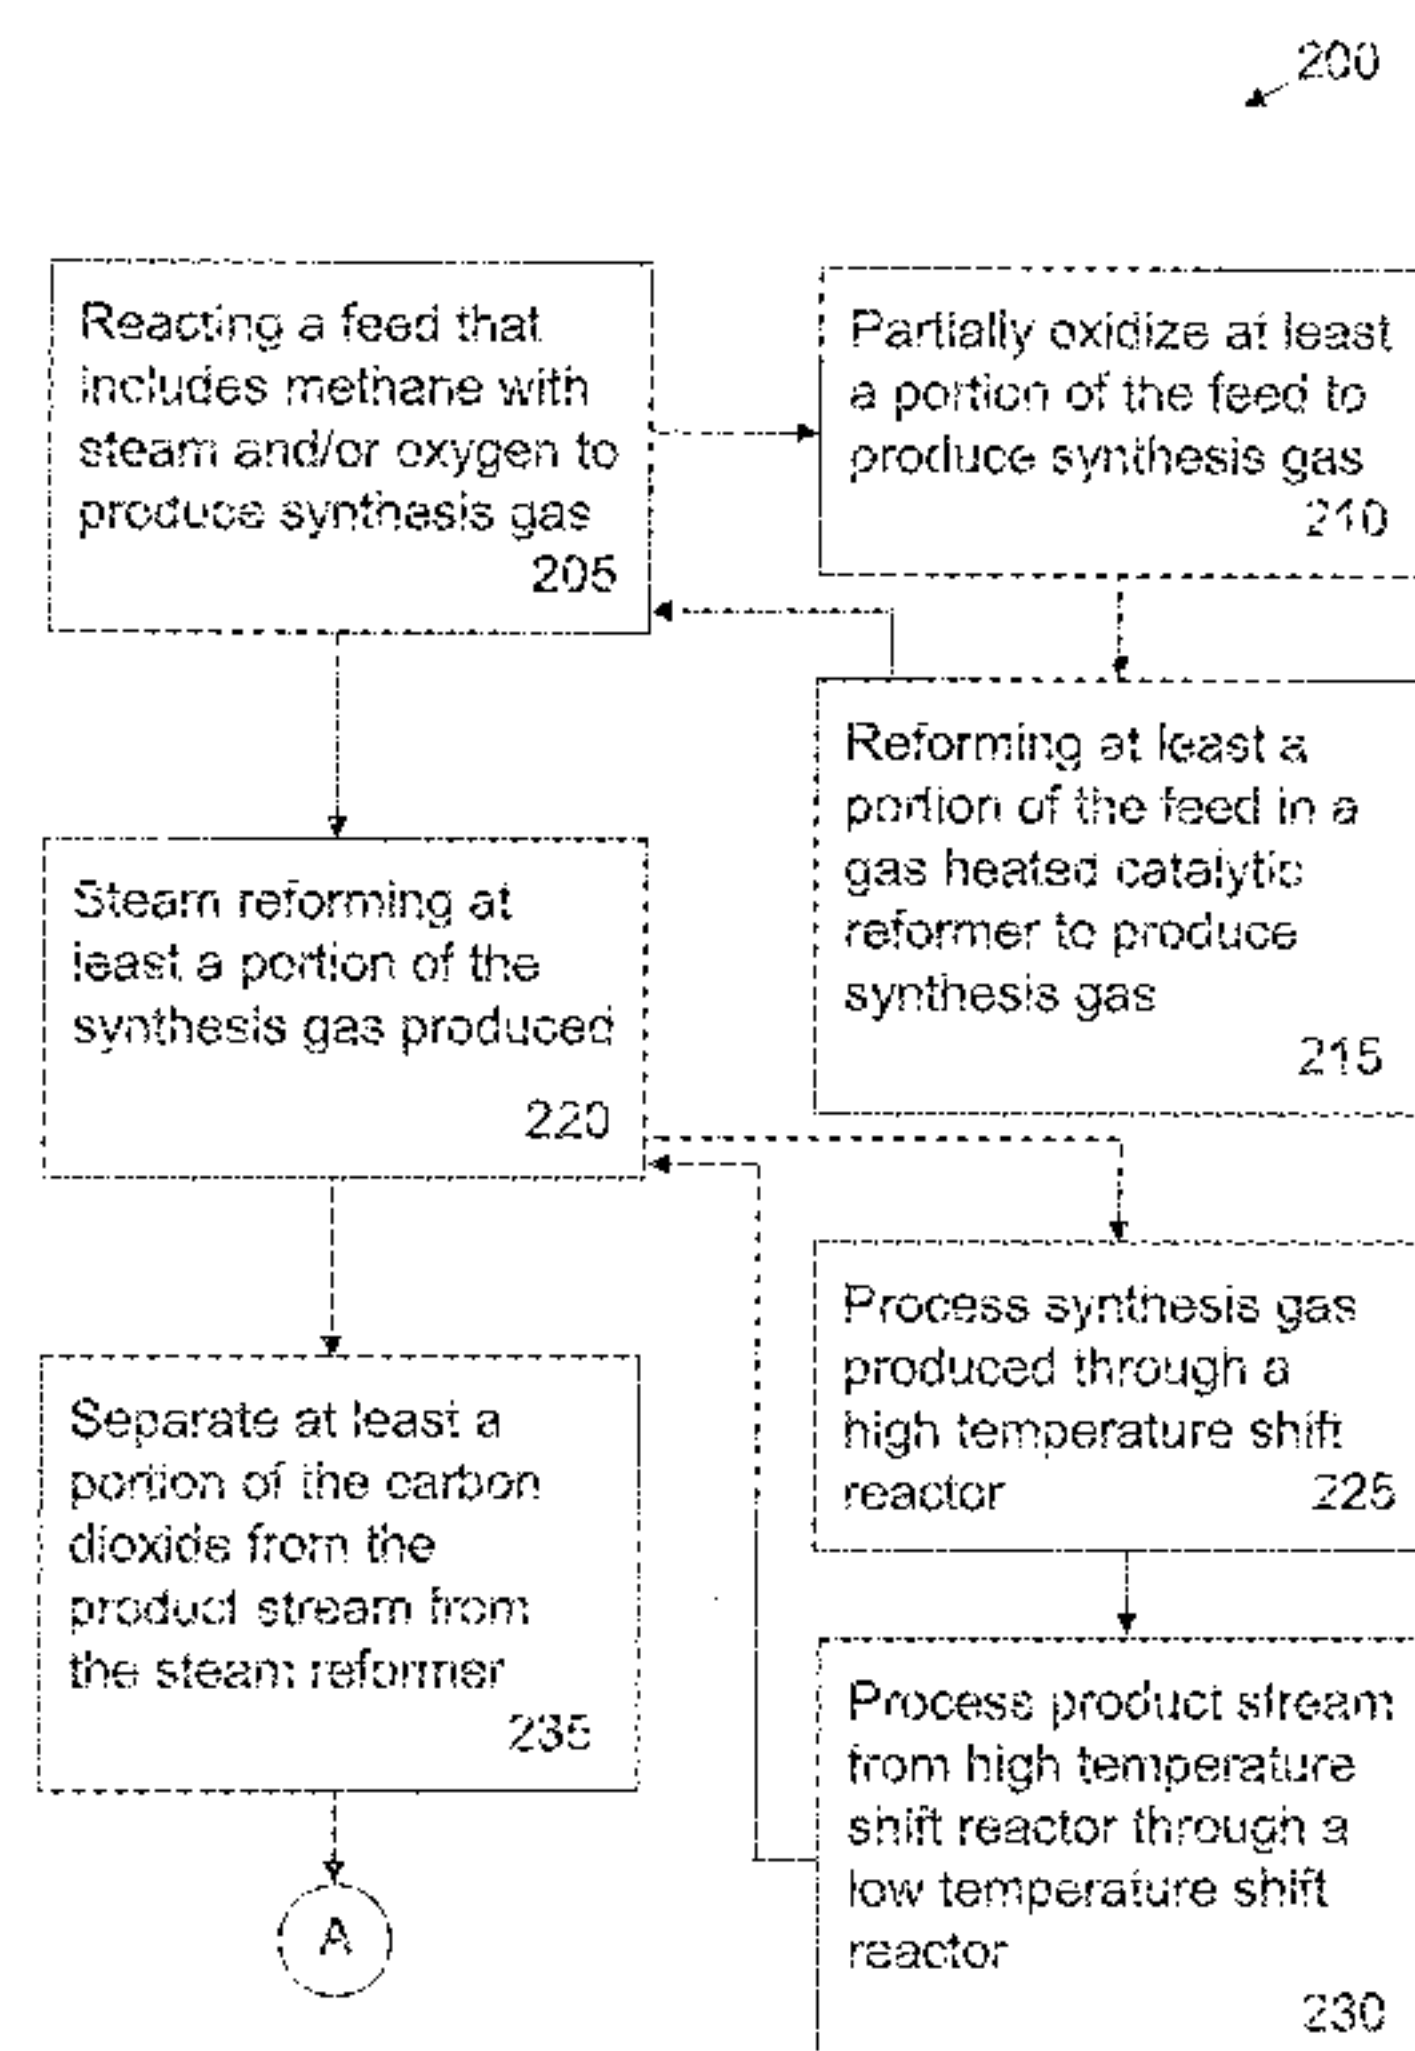 200
Reacting a feed that
includes methane with
steam and/or oxygen to
produce synthesis gas
205
Partially oxidize at least
a portion of the feed to
produce synthesis gas
210
Reforming at least a
portion of the feed in a
gas heated catalytic
reformer to produce
synthesis gas
215
Steam reforming at
least a portion of the
synthesis gas produced
220
Process synthesis gas
produced through a
high temperature shift
reactor 225
Separate at least a
portion of the carbon
dioxide from the
product stream from
the steam reformer
235
Process product stream
from high temperature
shift reactor through a
low temperature shift
reactor
230
A